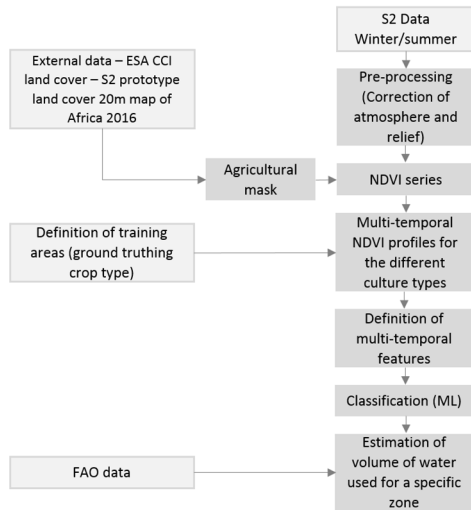 S2 Data
Winter/summer
External data – ESA CCI
land cover – S2 prototype
land cover 20m map of
Africa 2016
Pre-processing
(Correction of
atmosphere and
relief)
Agricultural
mask
NDVI series
Definition of training
areas (ground truthing
crop type)
Multi-temporal
NDVI profiles for
the different
culture types
Definition of
multi-temporal
features
Classification (ML)
FAO data
Estimation of
volume of water
used for a specific
zone